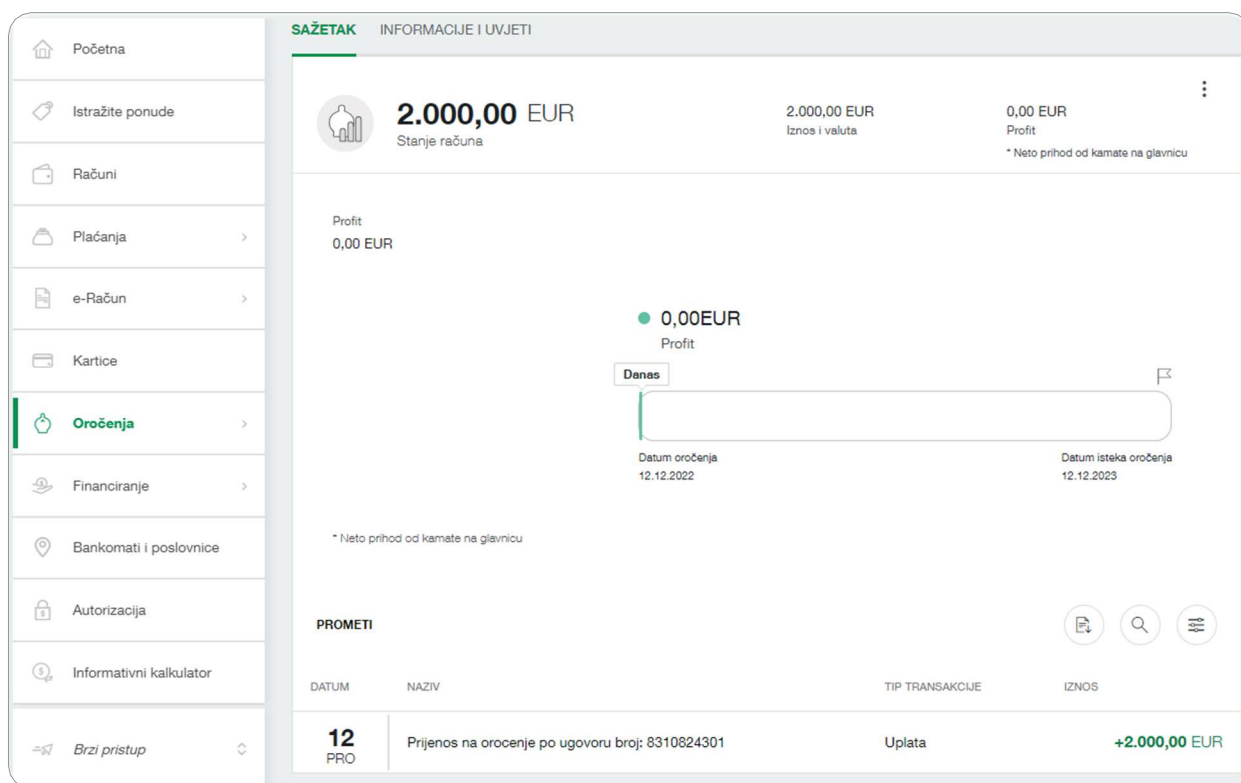 Početna
Istražite ponude
Računi
Plaćanja
e-Račun
Kartice
Oročenja
Financiranje
Bankomati i poslovnice
Autorizacija
Informativni kalkulator
Brzi pristup
SAŽETAK INFORMACIJE I UVJETI
2.000,00 EUR
Stanje računa
2.000,00 EUR
Iznos i valuta
0,00 EUR
Profit
* Neto prihod od kamate na glavnicu
Profit
0,00 EUR
0,00EUR
Profit
Danas
Datum oročenja
12.12.2022
Datum isteka oročenja
12.12.2023
* Neto prihod od kamate na glavnicu
PROMETI
DATUM NAZIV TIP TRANSAKCIJE IZNOS
12
PRO
Prijenos na orocenje po ugovoru broj: 8310824301 Uplata +2.000,00 EUR